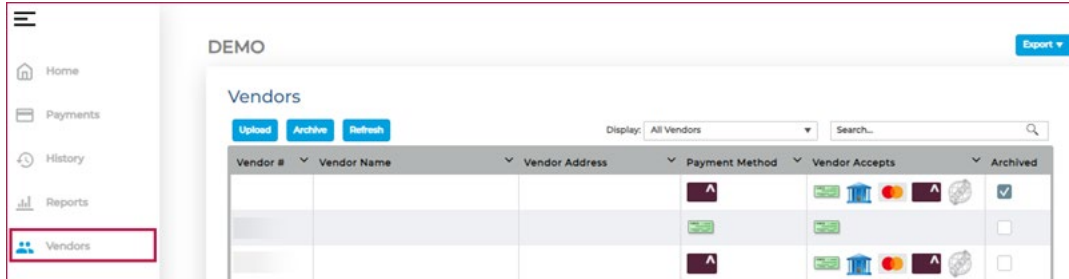 DEMO
Export
Home
Payments
History
Reports
Vendors
Vendors
Upload Archive Refresh
Display: All Vendors
Search...
Vendor # Vendor Name Vendor Address Payment Method Vendor Accepts Archived